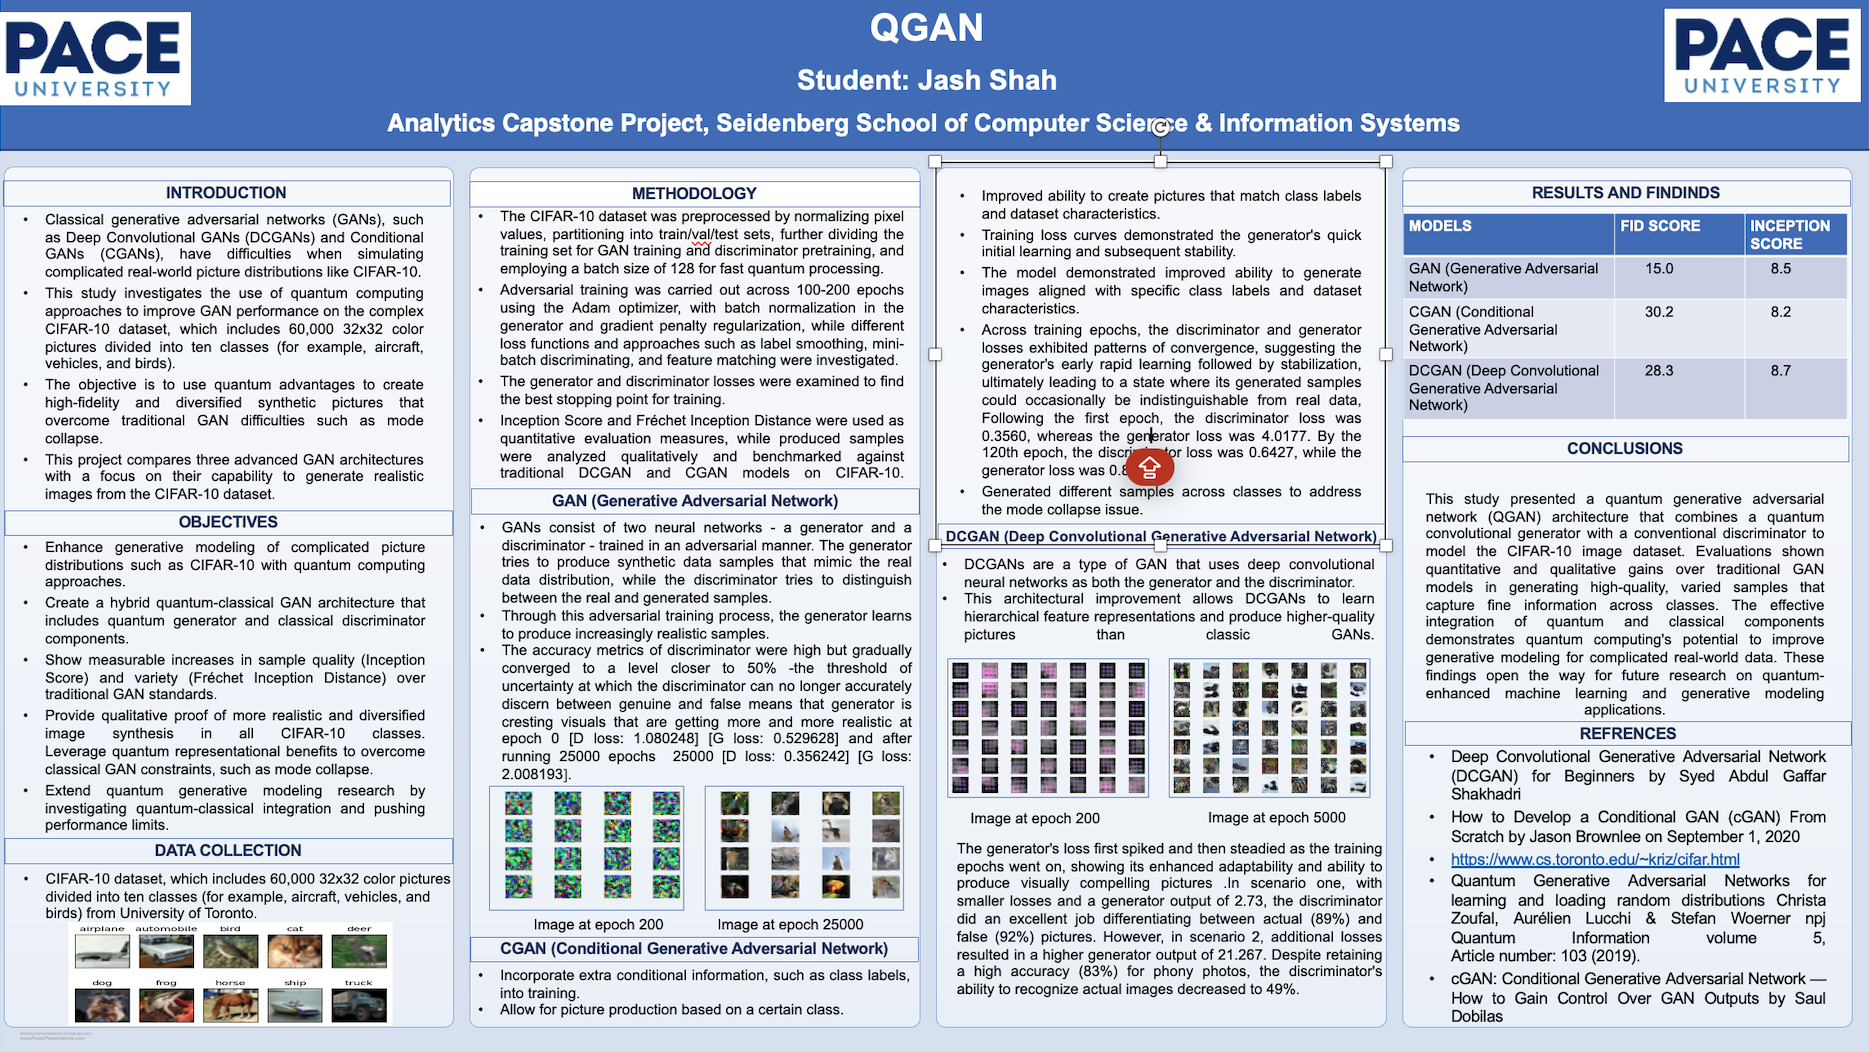 PACE
UNIVERSITY
QGAN
Student: Jash Shah
Analytics Capstone Project, Seidenberg School of Computer Science & Information Systems
PACE
UNIVERSITY
INTRODUCTION
• Classical generative adversarial networks (GANs), such
as Deep Convolutional GANs (DCGANs) and Conditional
GANs (CGANs), have difficulties when simulating
complicated real-world picture distributions like CIFAR-10.
• This study investigates the use of quantum computing
approaches to improve GAN performance on the complex
CIFAR-10 dataset, which includes 60,000 32x32 color
pictures divided into ten classes (for example, aircraft,
vehicles, and birds).
• The objective is to use quantum advantages to create
high-fidelity and diversified synthetic pictures that
overcome traditional GAN difficulties such as mode
collapse.
• This project compares three advanced GAN architectures
with a focus on their capability to generate realistic
images from the CIFAR-10 dataset.
OBJECTIVES
• Enhance generative modeling of complicated picture
distributions such as CIFAR-10 with quantum computing
approaches.
• Create a hybrid quantum-classical GAN architecture that
includes quantum generator and classical discriminator
components.
• Show measurable increases in sample quality (Inception
Score) and variety (Fréchet Inception Distance) over
traditional GAN standards.
• Provide qualitative proof of more realistic and diversified
image synthesis in all CIFAR-10 classes.
Leverage quantum representational benefits to overcome
classical GAN constraints, such as mode collapse.
• Extend quantum generative modeling research by
investigating quantum-classical integration and pushing
performance limits.
DATA COLLECTION
• CIFAR-10 dataset, which includes 60,000 32x32 color pictures
divided into ten classes (for example, aircraft, vehicles, and
birds) from University of Toronto.
airplane automobile bird cat deer
dog frog horse ship truck
METHODOLOGY
• The CIFAR-10 dataset was preprocessed by normalizing pixel
values, partitioning into train/val/test sets, further dividing the
training set for GAN training and discriminator pretraining, and
employing a batch size of 128 for fast quantum processing.
• Adversarial training was carried out across 100-200 epochs
using the Adam optimizer, with batch normalization in the
generator and gradient penalty regularization, while different
loss functions and approaches such as label smoothing, mini-
batch discriminating, and feature matching were investigated.
• The generator and discriminator losses were examined to find
the best stopping point for training.
• Inception Score and Fréchet Inception Distance were used as
quantitative evaluation measures, while produced samples
were analyzed qualitatively and benchmarked against
traditional DCGAN and CGAN models on CIFAR-10.
GAN (Generative Adversarial Network)
• GANs consist of two neural networks - a generator and a
discriminator - trained in an adversarial manner. The generator
tries to produce synthetic data samples that mimic the real
data distribution, while the discriminator tries to distinguish
between the real and generated samples.
• Through this adversarial training process, the generator learns
to produce increasingly realistic samples.
• The accuracy metrics of discriminator were high but gradually
converged to a level closer to 50% -the threshold of
uncertainty at which the discriminator can no longer accurately
discern between genuine and false means that generator is
cresting visuals that are getting more and more realistic at
epoch 0 [D loss: 1.080248] [G loss: 0.529628] and after
running 25000 epochs 25000 [D loss: 0.356242] [G loss:
2.008193].
Image at epoch 200
Image at epoch 25000
CGAN (Conditional Generative Adversarial Network)
• Incorporate extra conditional information, such as class labels,
into training.
• Allow for picture production based on a certain class.
• Improved ability to create pictures that match class labels
and dataset characteristics.
• Training loss curves demonstrated the generator's quick
initial learning and subsequent stability.
• The model demonstrated improved ability to generate
images aligned with specific class labels and dataset
characteristics.
• Across training epochs, the discriminator and generator
losses exhibited patterns of convergence, suggesting the
generator's early rapid learning followed by stabilization,
ultimately leading to a state where its generated samples
could occasionally be indistinguishable from real data,
Following the first epoch, the discriminator loss was
0.3560, whereas the generator loss was 4.0177. By the
120th epoch, the discriminator loss was 0.6427, while the
generator loss was
• Generated different samples across classes to address
the mode collapse issue.
DCGAN (Deep Convolutional Generative Adversarial Network)
• DCGANs are a type of GAN that uses deep convolutional
neural networks as both the generator and the discriminator.
• This architectural improvement allows DCGANs to learn
hierarchical feature representations and produce higher-quality
pictures than classic GANs.
Image at epoch 200
Image at epoch 5000
The generator's loss first spiked and then steadied as the training
epochs went on, showing its enhanced adaptability and ability to
produce visually compelling pictures .In scenario one, with
smaller losses and a generator output of 2.73, the discriminator
did an excellent job differentiating between actual (89%) and
false (92%) pictures. However, in scenario 2, additional losses
resulted in a higher generator output of 21.267. Despite retaining
a high accuracy (83%) for phony photos, the discriminator's
ability to recognize actual images decreased to 49%.
RESULTS AND FINDINDS
MODELS FID SCORE INCEPTION
SCORE
GAN (Generative Adversarial
Network) 15.0 8.5
CGAN (Conditional
Generative Adversarial
Network) 30.2 8.2
DCGAN (Deep Convolutional
Generative Adversarial
Network) 28.3 8.7
CONCLUSIONS
This study presented a quantum generative adversarial
network (QGAN) architecture that combines a quantum
convolutional generator with a conventional discriminator to
model the CIFAR-10 image dataset. Evaluations shown
quantitative and qualitative gains over traditional GAN
models in generating high-quality, varied samples that
capture fine information across classes. The effective
integration of quantum and classical components
demonstrates quantum computing's potential to improve
generative modeling for complicated real-world data. These
findings open the way for future research on quantum-
enhanced machine learning and generative modeling
applications.
REFRENCES
• Deep Convolutional Generative Adversarial Network
(DCGAN) for Beginners by Syed Abdul Gaffar
Shakhadri
• How to Develop a Conditional GAN (cGAN) From
Scratch by Jason Brownlee on September 1, 2020
• https://www.cs.toronto.edu/~kriz/cifar.html
• Quantum Generative Adversarial Networks for
learning and loading random distributions Christa
Zoufal, Aurélien Lucchi & Stefan Woerner npj
Quantum Information volume 5,
Article number: 103 (2019).
• cGAN: Conditional Generative Adversarial Network —
How to Gain Control Over GAN Outputs by Saul
Dobilas